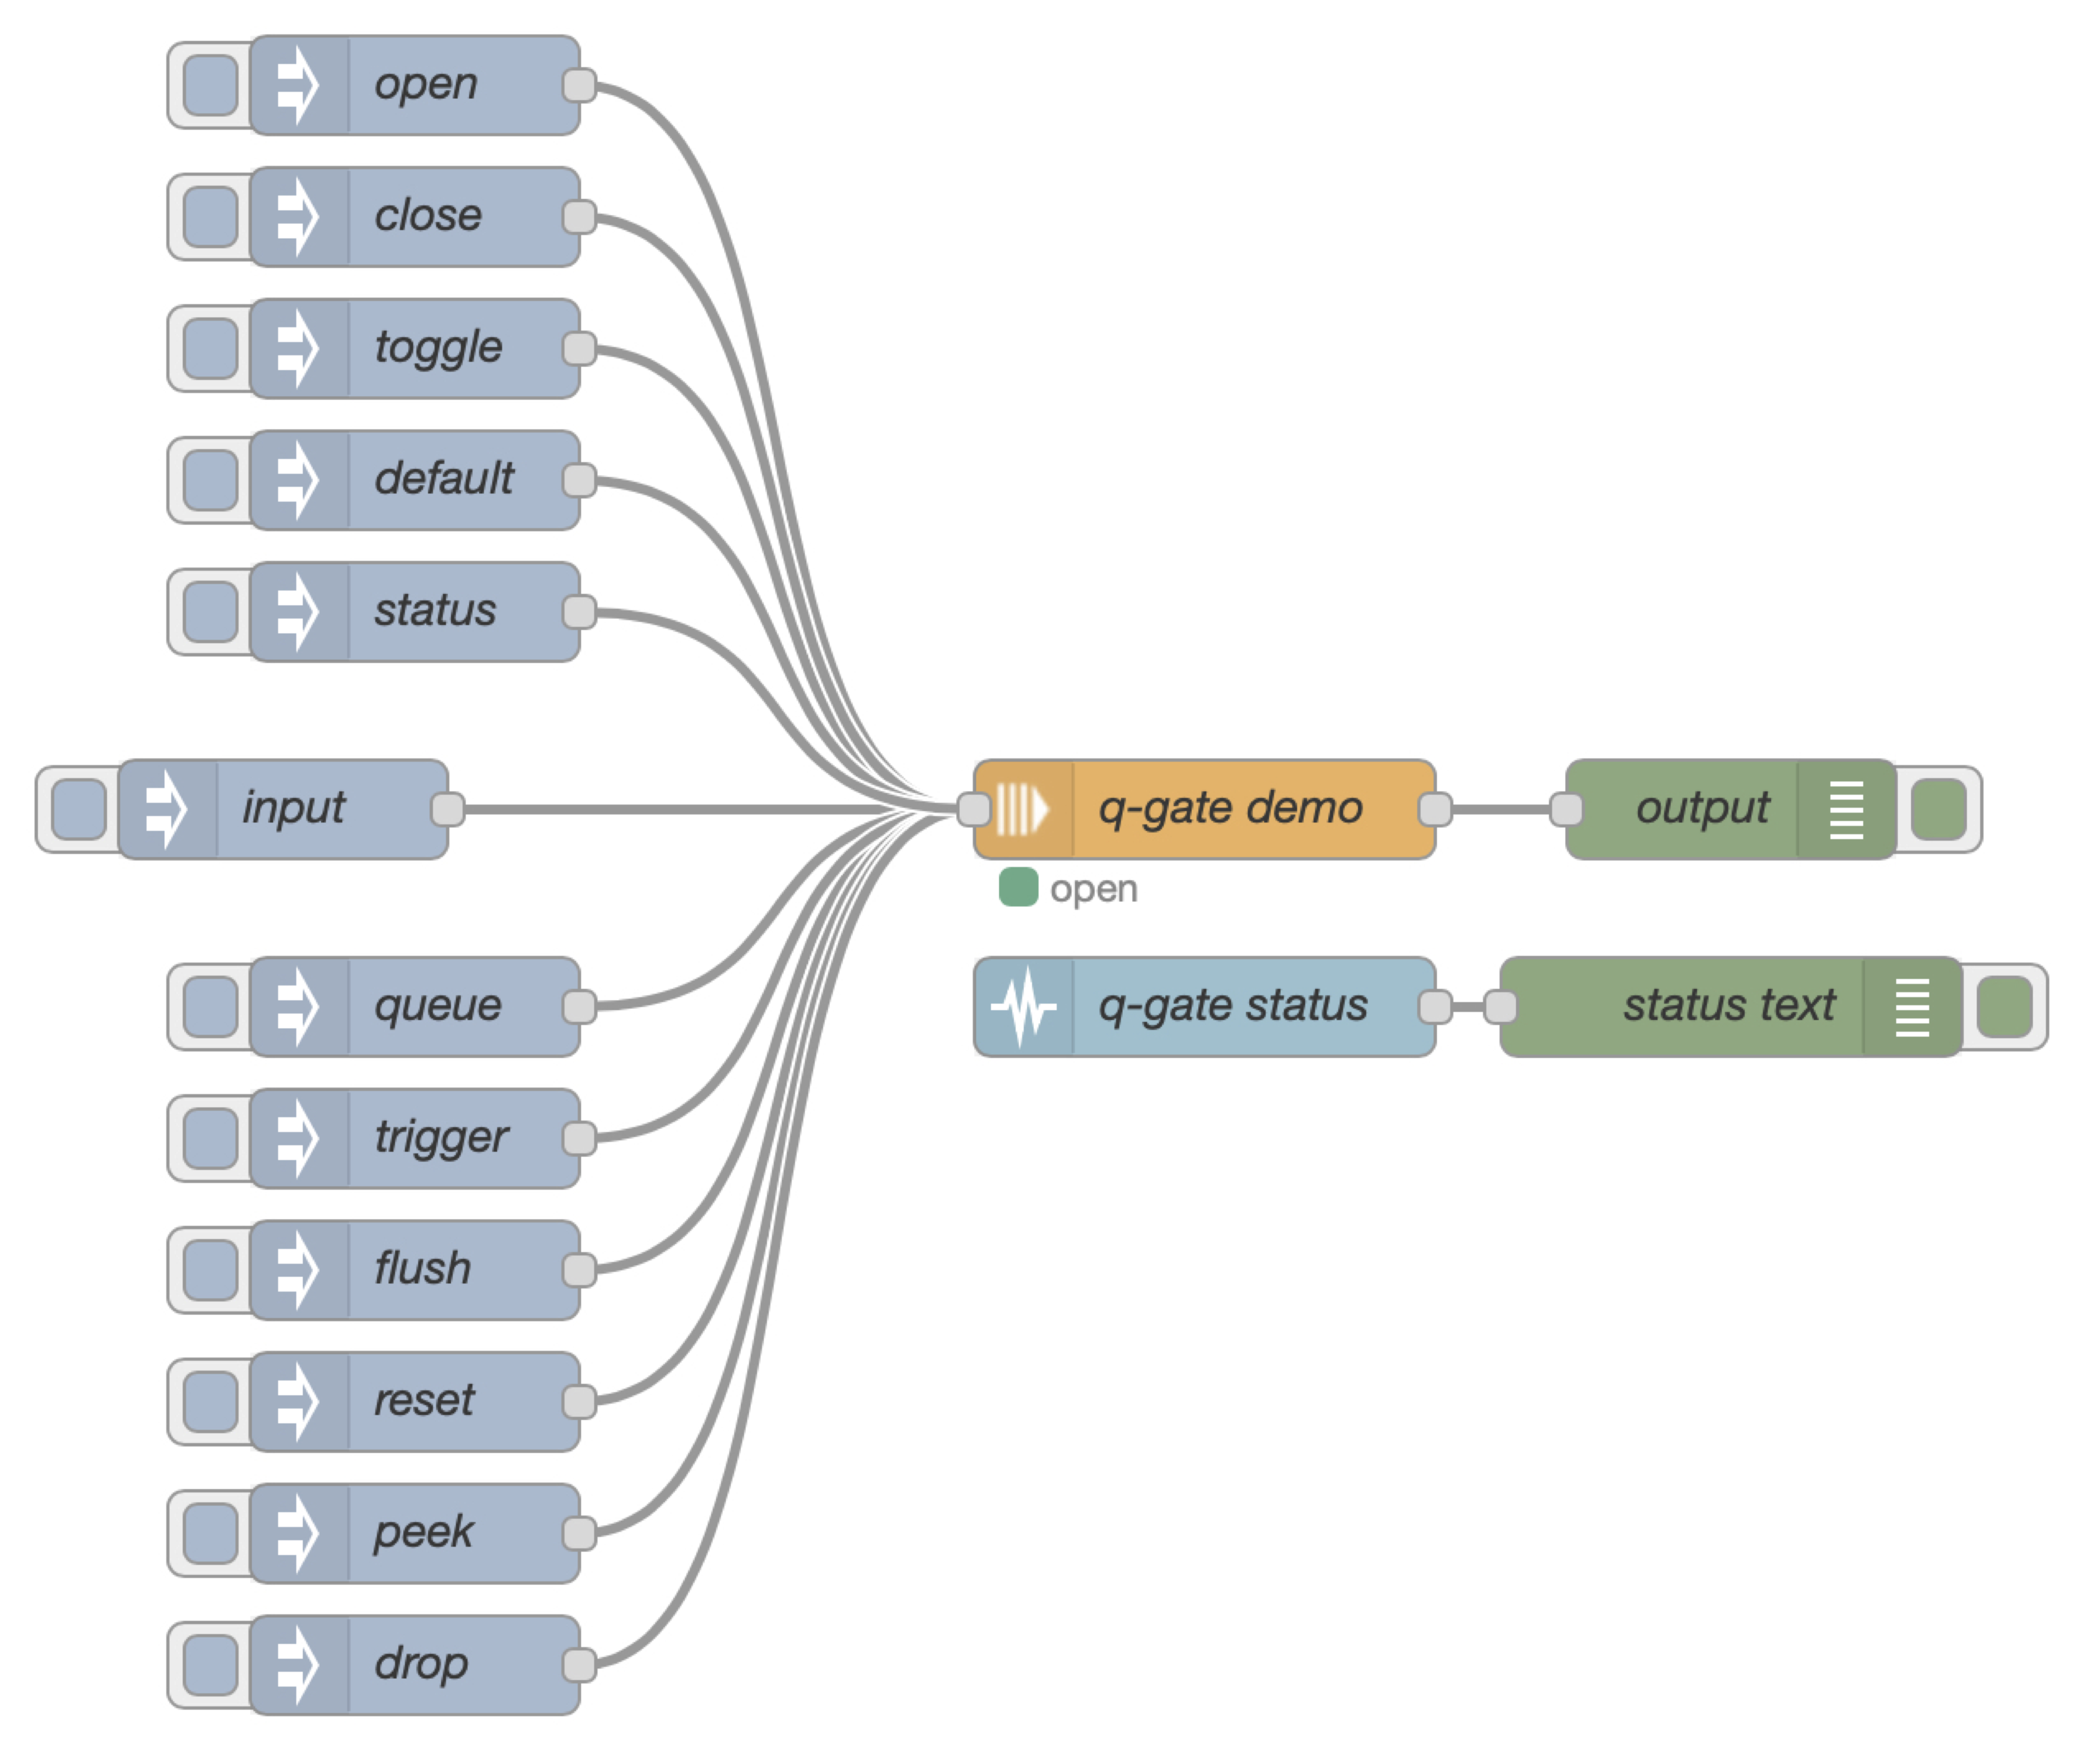 open
close
toggle
default
status
input
q-gate demo
output
open
queue
q-gate status
status text
trigger
flush
reset
peek
drop